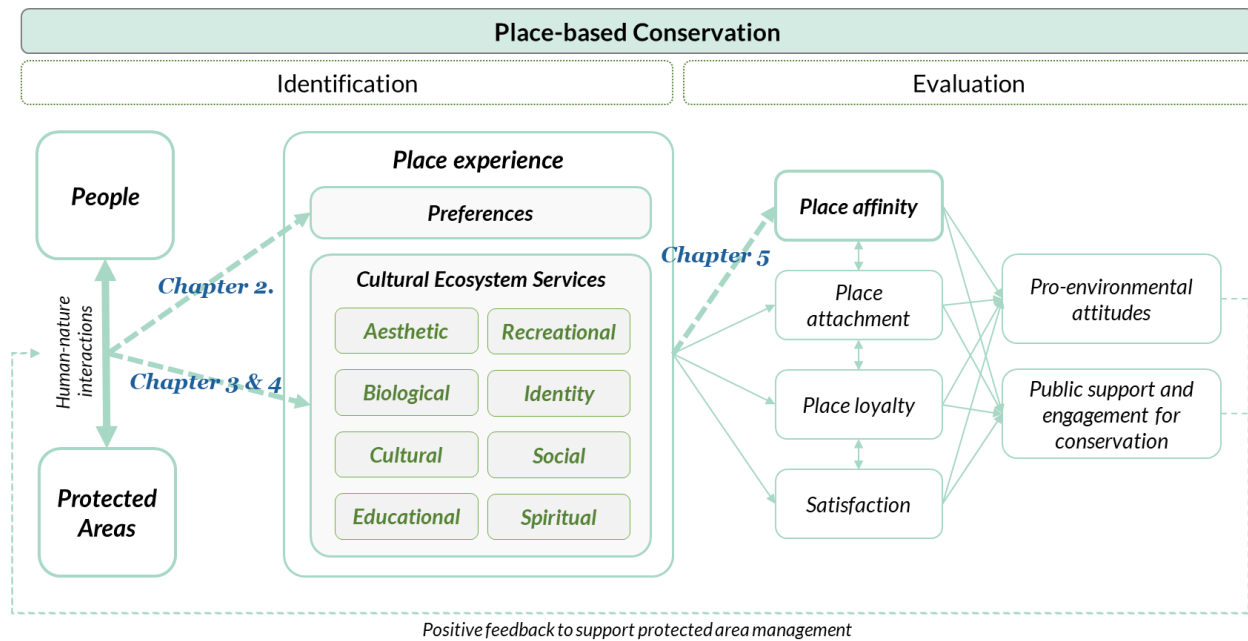 Place-based Conservation
Identification
Evaluation
People
Human-nature
interactions
Protected
Areas
Chapter 2.
Chapter 3 & 4
Place experience
Preferences
Cultural Ecosystem Services
Aesthetic
Recreational
Biological
Identity
Cultural
Social
Educational
Spiritual
Chapter 5
Place affinity
Place
attachment
Place loyalty
Satisfaction
Pro-environmental
attitudes
Public support and
engagement for
conservation
Positive feedback to support protected area management